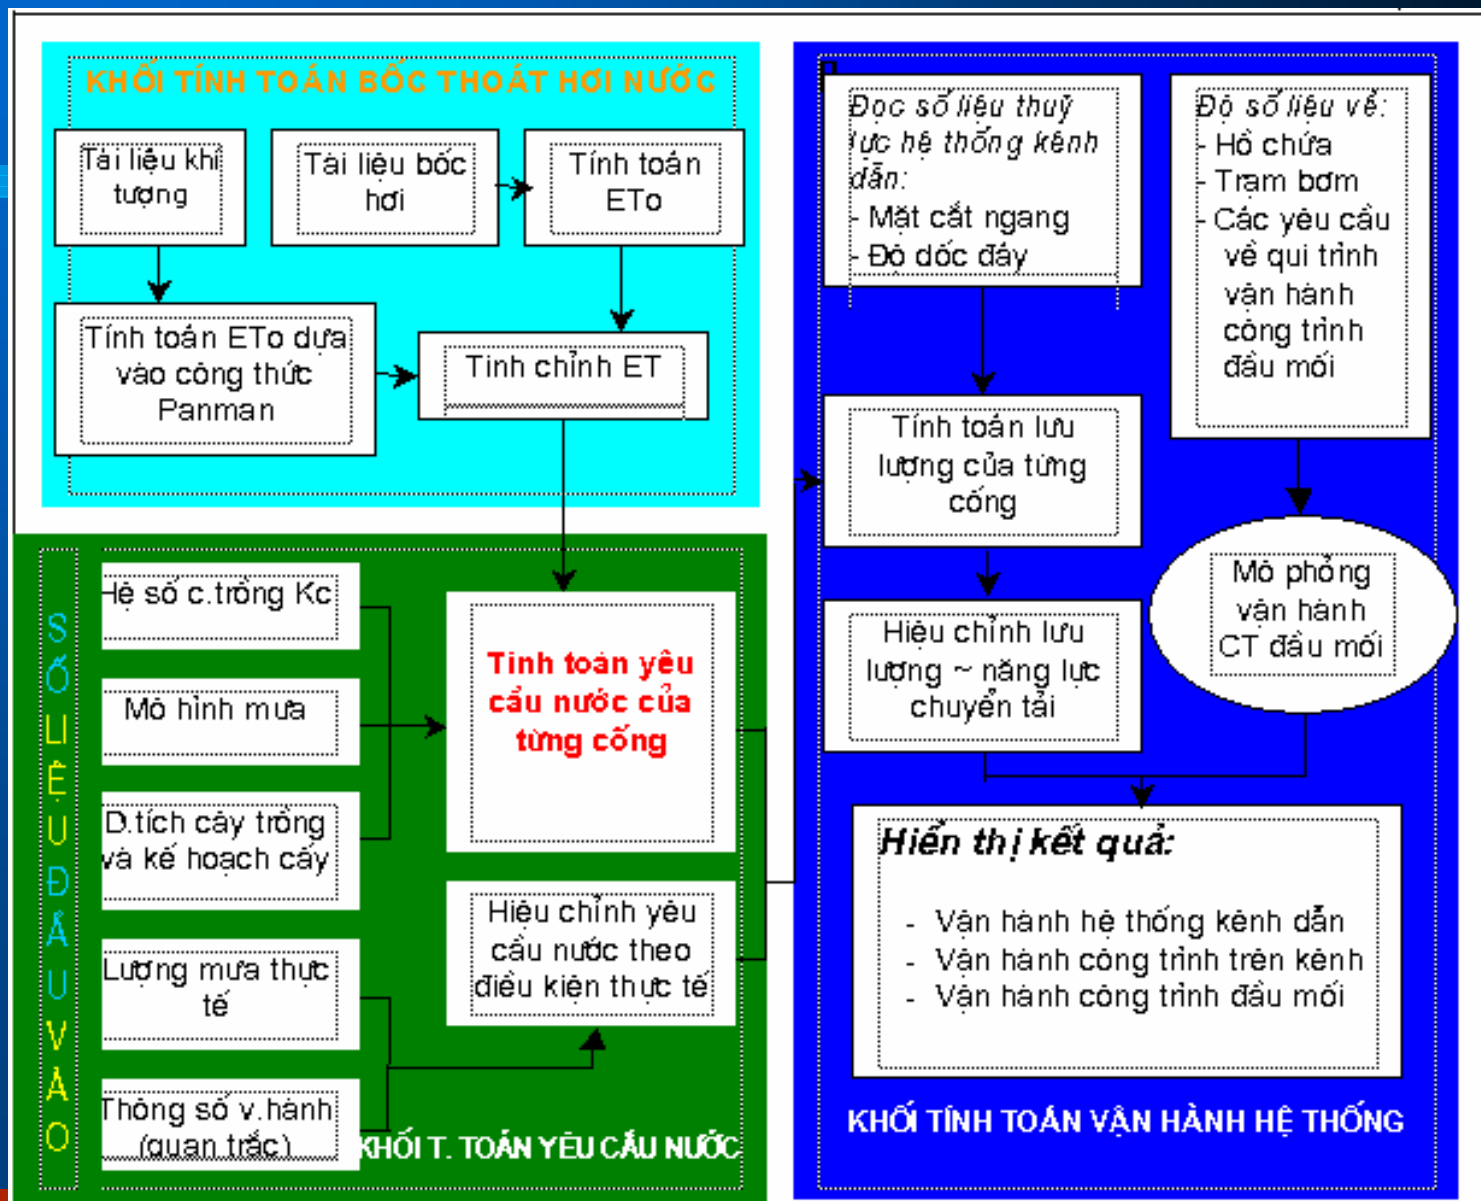 KHỐI TÍNH TOÁN BỐC THOÁT HƠI NƯỚC
Tài liệu khí
tượng
Tài liệu bốc
hơi
Tính toán
ETo
Tính toán ETo dựa
vào công thức
Panman
Tinh chỉnh ET
SỐ LIỆU ĐẦU VÀO
Hệ số c.trồng Kc
Mô hình mưa
D.tích cây trồng
và kế hoạch cấy
Lượng mưa thực
tế
Thông số v.hành
(quan trắc)
Tinh toán yêu
cầu nước của
từng cống
Hiệu chỉnh yêu
cầu nước theo
điều kiện thực tế
KHỐI T. TOÁN YÊU CẦU NƯỚC
Đọc số liệu thuỷ
lực hệ thống kênh
dẫn:
- Mặt cắt ngang
- Độ dốc đáy
Độ số liệu về:
- Hồ chứa
- Trạm bơm
- Các yêu cầu
về qui trình
vận hành
công trình
đầu mối
Tính toán lưu
lượng của từng
cống
Hiệu chỉnh lưu
lượng ~ năng lực
chuyển tải
Mô phỏng
vận hành
CT đầu mối
Hiển thị kết quả:
- Vận hành hệ thống kênh dẫn
- Vận hành công trình trên kênh
- Vận hành công trình đầu mối
KHỐI TÍNH TOÁN VẬN HÀNH HỆ THỐNG